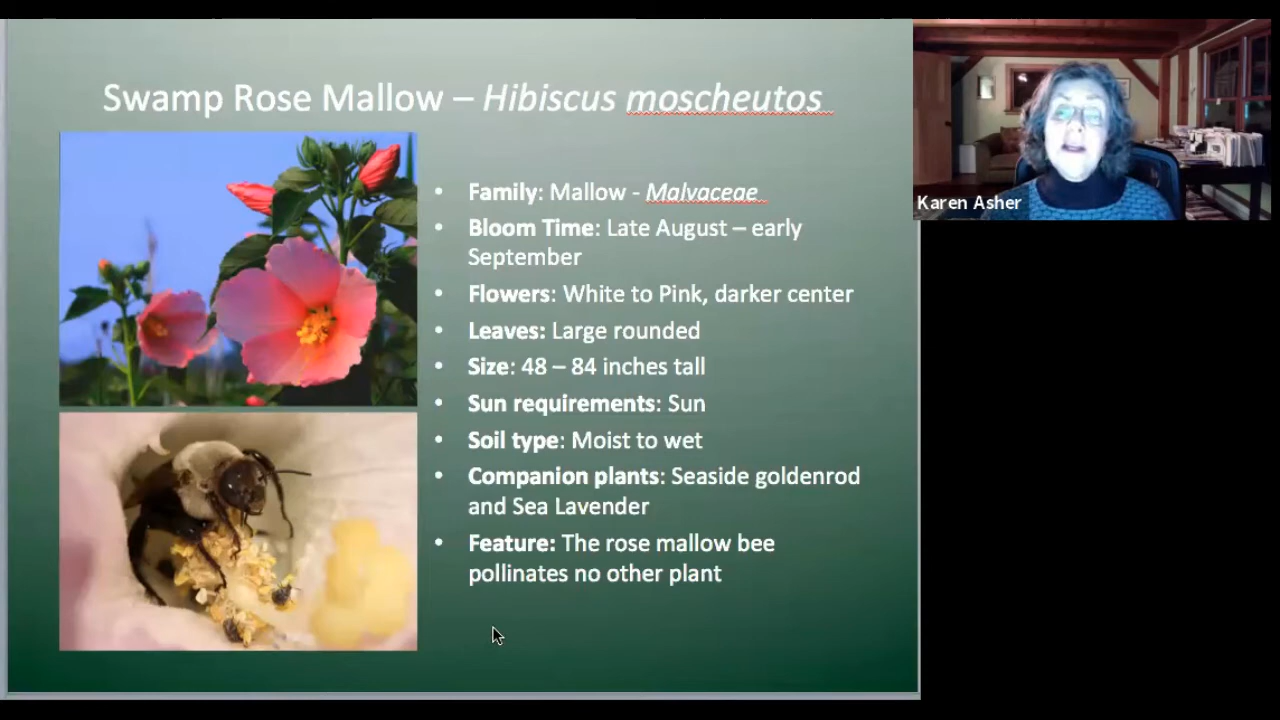 Swamp Rose Mallow – Hibiscus moscheutos
• Family: Mallow - Malvaceae
• Bloom Time: Late August – early
September
• Flowers: White to Pink, darker center
• Leaves: Large rounded
• Size: 48 – 84 inches tall
• Sun requirements: Sun
• Soil type: Moist to wet
• Companion plants: Seaside goldenrod
and Sea Lavender
• Feature: The rose mallow bee
pollinates no other plant
Karen Asher